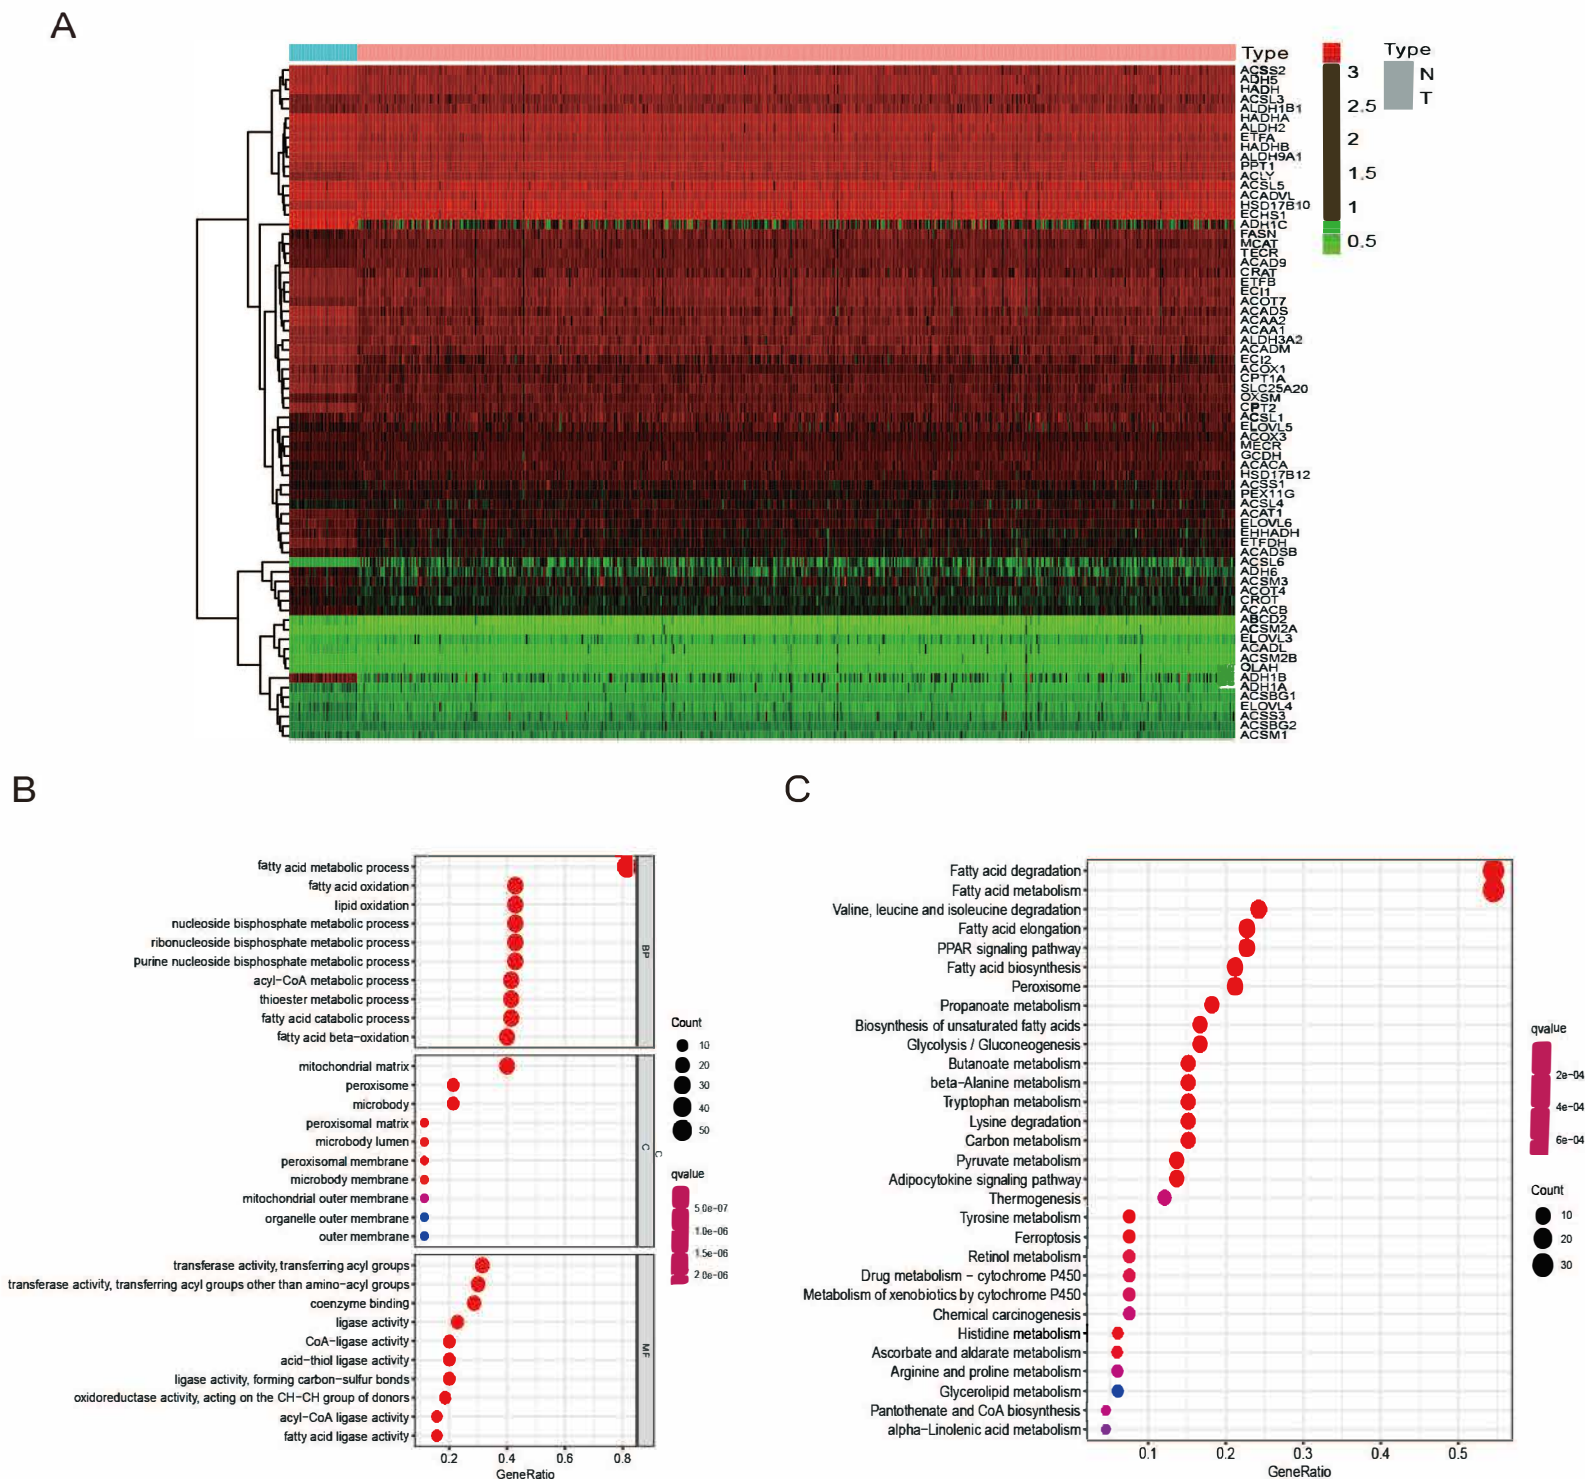 A
Type
ACSS2
ADH5
HADH
ACSL3
ALDH1B1
HADHA
ALDH2
ETFA
HADHB
ALDH9A1
PPT1
ACLY
ACSL5
ACADVL
HSD17B10
ECHS1
ADH1C
FASN
MCAT
TECR
ACAD9
CRAT
ETFB
ECI1
ACOT7
ACADS
ACAA2
ACAA1
ALDH3A2
ACADM
ECI2
ACOX1
CPT1A
SLC25A20
OXSM
CPT2
ACSL1
ELOVL5
ACOX3
MECR
GCDH
ACACA
HSD17B12
ACSS1
PEX11G
ACSL4
ACAT1
ELOVL6
EHHADH
ETFDH
ACADSB
ACSL6
ADH6
ACSM3
ACOT4
CROT
ACACB
ABCD2
ACSM2A
ELOVL3
ACADL
ACSM2B
OLAH
ADH1B
ADH1A
ACSBG1
ELOVL4
ACSS3
ACSBG2
ACSM1
3
2.5
2
1.5
1
0.5
Type
N
T
B
fatty acid metabolic process
fatty acid oxidation
lipid oxidation
nucleoside bisphosphate metabolic process
ribonucleoside bisphosphate metabolic process
purine nucleoside bisphosphate metabolic process
acyl-CoA metabolic process
thioester metabolic process
fatty acid catabolic process
fatty acid beta-oxidation
BP
mitochondrial matrix
peroxisome
microbody
peroxisomal matrix
microbody lumen
peroxisomal membrane
microbody membrane
mitochondrial outer membrane
organelle outer membrane
outer membrane
C
C
transferase activity, transferring acyl groups
transferase activity, transferring acyl groups other than amino-acyl groups
coenzyme binding
ligase activity
CoA-ligase activity
acid-thiol ligase activity
ligase activity, forming carbon-sulfur bonds
oxidoreductase activity, acting on the CH-CH group of donors
acyl-CoA ligase activity
fatty acid ligase activity
MF
0.2 0.4 0.6 0.8
GeneRatio
Count
10
20
30
40
50
qvalue
5.0e-07
1.0e-06
1.5e-06
2.0e-06
C
Fatty acid degradation
Fatty acid metabolism
Valine, leucine and isoleucine degradation
Fatty acid elongation
PPAR signaling pathway
Fatty acid biosynthesis
Peroxisome
Propanoate metabolism
Biosynthesis of unsaturated fatty acids
Glycolysis / Gluconeogenesis
Butanoate metabolism
beta-Alanine metabolism
Tryptophan metabolism
Lysine degradation
Carbon metabolism
Pyruvate metabolism
Adipocytokine signaling pathway
Thermogenesis
Tyrosine metabolism
Ferroptosis
Retinol metabolism
Drug metabolism - cytochrome P450
Metabolism of xenobiotics by cytochrome P450
Chemical carcinogenesis
Histidine metabolism
Ascorbate and aldarate metabolism
Arginine and proline metabolism
Glycerolipid metabolism
Pantothenate and CoA biosynthesis
alpha-Linolenic acid metabolism
0.1 0.2 0.3 0.4 0.5
GeneRatio
qvalue
2e-04
4e-04
6e-04
Count
10
20
30